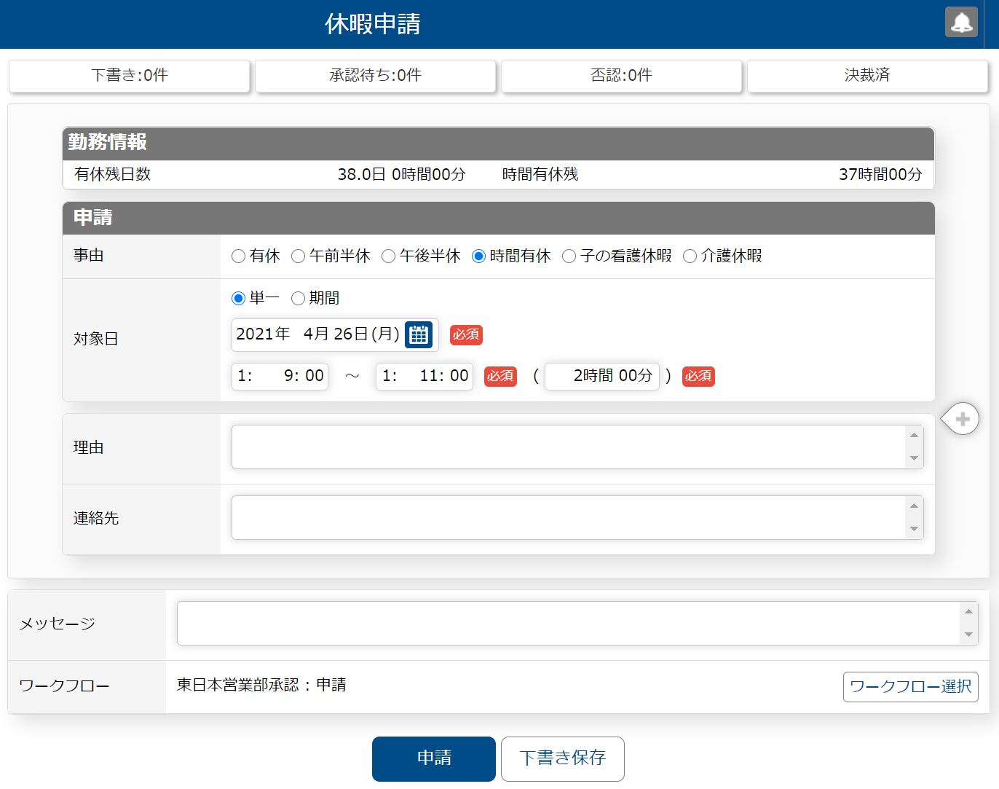 休暇申請
下書き:0件 承認待ち:0件 否認:0件 決裁済
勤務情報
有休残日数 38.0日 0時間00分 時間有休残 37時間00分
申請
事由 有休 午前半休 午後半休 時間有休 子の看護休暇 介護休暇
単一 期間
対象日
2021年 4月 26日(月) 必須
1: 9: 00 ～ 1: 11: 00 必須 ( 2時間 00分 ) 必須
理由
連絡先
メッセージ
ワークフロー 東日本営業部承認 : 申請 ワークフロー選択
申請 下書き保存